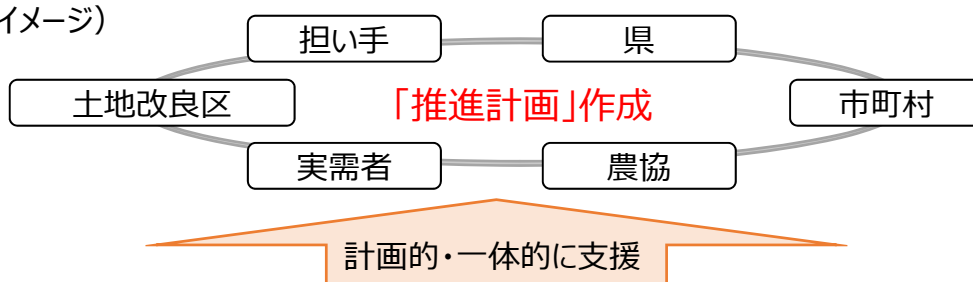 イメージ）
担い手
県
土地改良区
「推進計画」作成
市町村
実需者
農協
計画的・一体的に支援